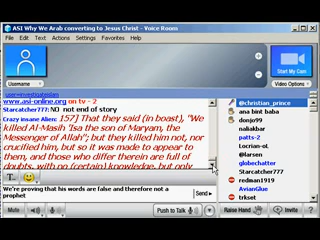 ASI Why We Arab converting to Jesus Christ - Voice Room
File Edit Text Actions Settings Favorites Help
Username
Start My Cam
Video Options
user=investigateislam
www.asi-online.org on tv - 2
Starcatcher777: NO not end of story
Crazy insane Alien: 157] That they said (in boast), "We
killed Al-Masih 'Isa the son of Maryam, the
Messenger of Allah"; but they killed him not, nor
crucified him, but so it was made to appear to
them, and those who differ therein are full of
doubts, with no (certain) knowledge, but only
@christian_prince
ana bint baba
donjo99
naliakbar
patts-2
Locrian-oL
@larsen
globechatter
Starcatcher777
redman-1959
AvianGlue
trkset
We're proving that his words are false and therefore not a
prophet
Send
Mute
Push to Talk
Raise Hand
Invite